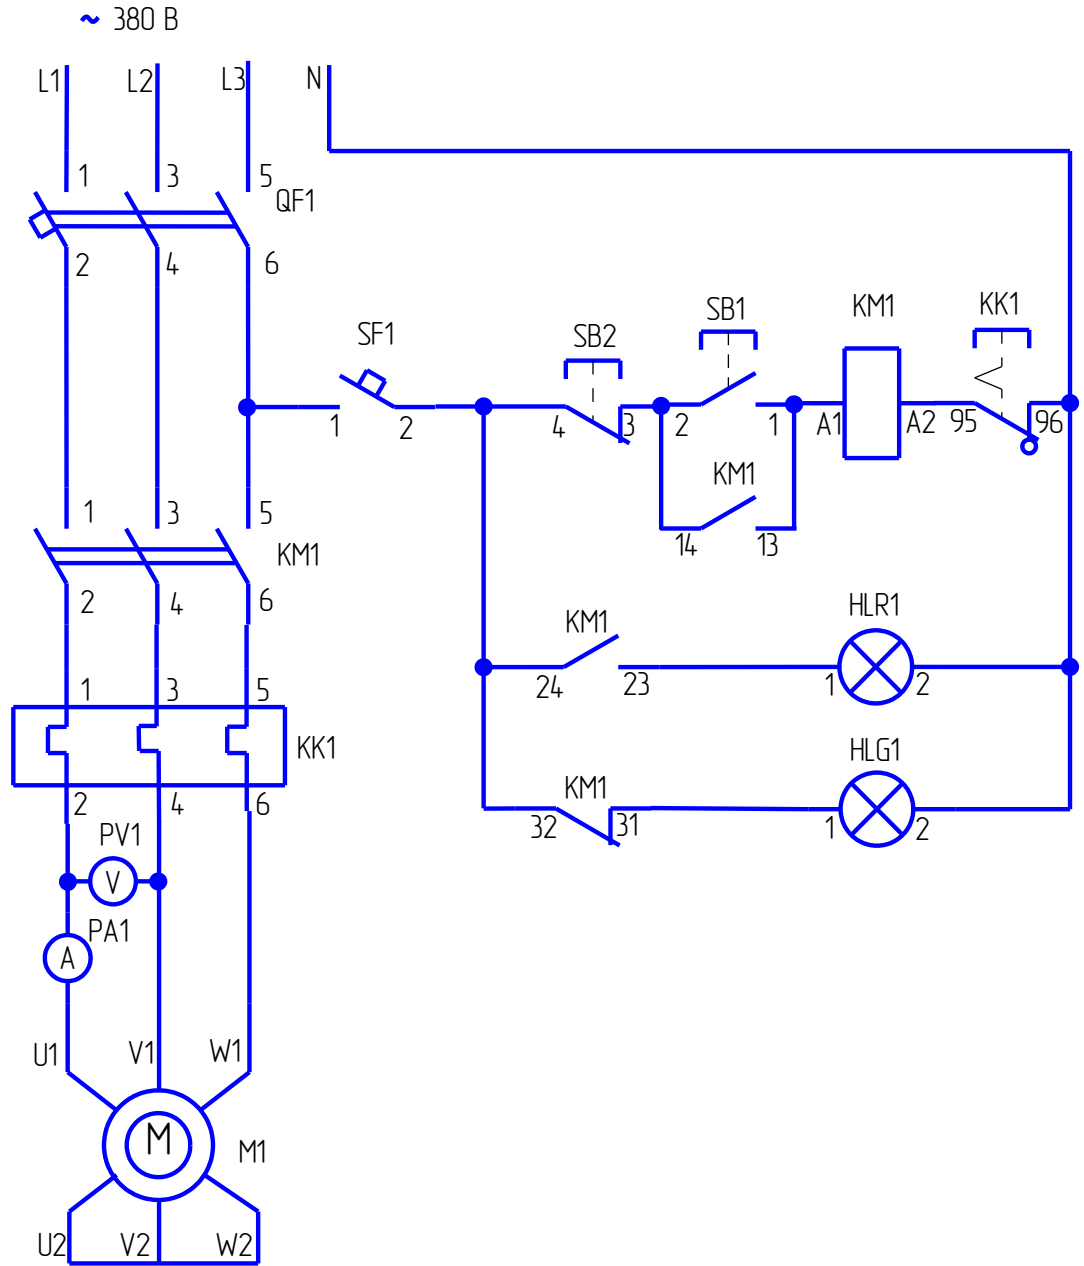 ~ 380 В
L1 L2 L3 N
1 3 5
QF1
2 4 6
SF1 SB2 SB1 KM1 KK1
1 2 4 3 2 1 A1 A2 95 96
KM1
14 13
1 3 5
KM1
2 4 6
KM1 HLR1
24 23 1 2
1 3 5
KK1
2 4 6
KM1 HLG1
32 31 1 2
PV1
V
PA1
A
U1 V1 W1
M
M1
U2 V2 W2